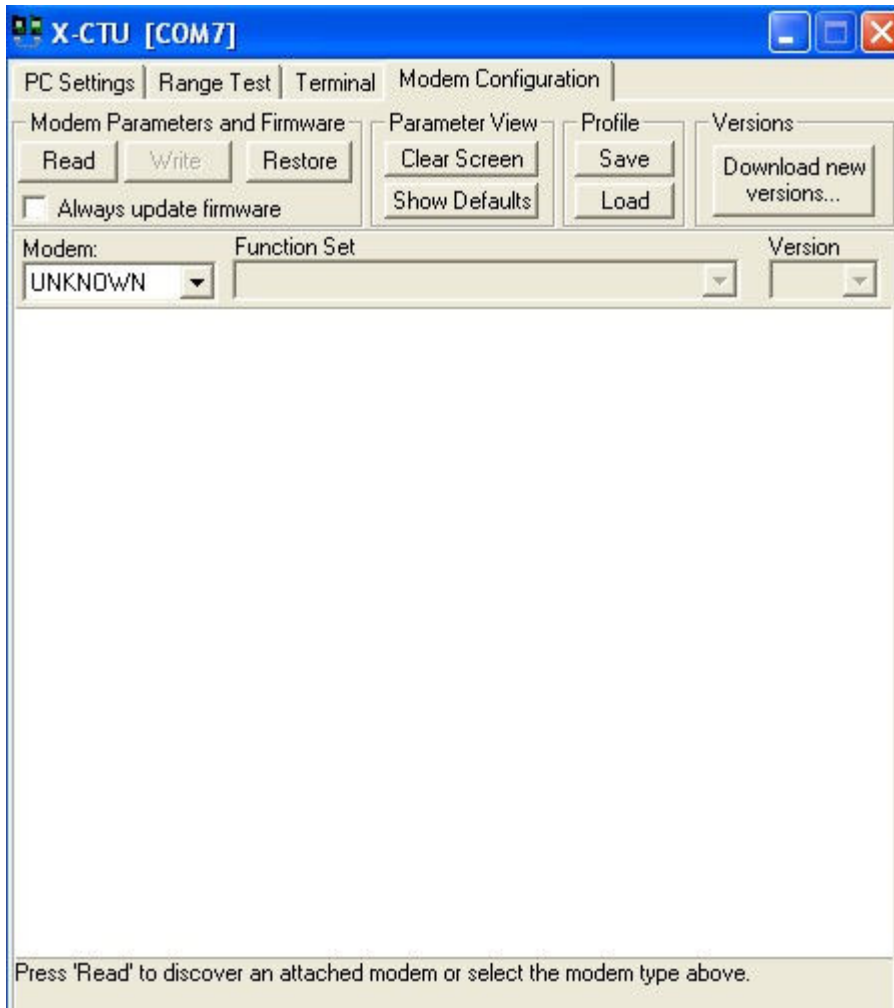 X-CTU [COM7]
PC Settings Range Test Terminal Modem Configuration
Modem Parameters and Firmware Parameter View Profile Versions
Read Write Restore Clear Screen Save Download new versions...
Always update firmware Show Defaults Load
Modem: Function Set Version
UNKNOWN
Press 'Read' to discover an attached modem or select the modem type above.